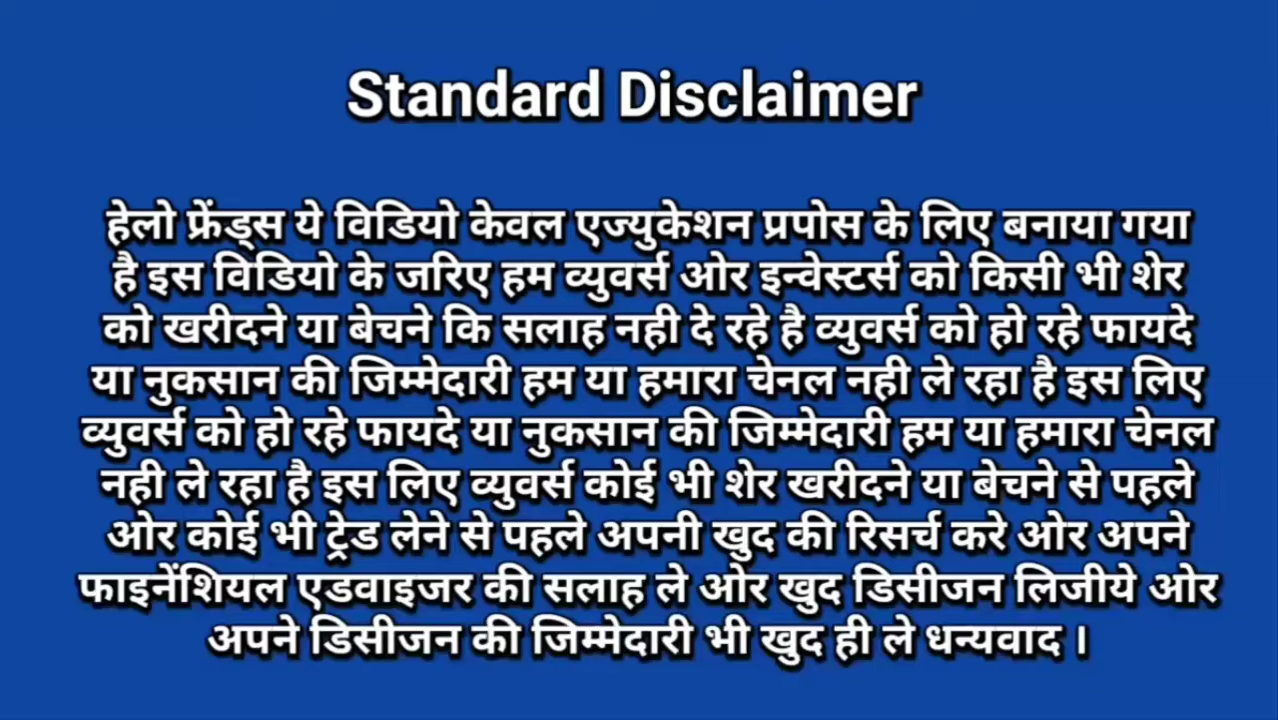 Standard Disclaimer
हेलो फ्रेंड्स ये विडियो केवल एज्युकेशन प्रपोस के लिए बनाया गया
है इस विडियो के जरिए हम व्युवर्स ओर इन्वेस्टर्स को किसी भी शेर
को खरीदने या बेचने कि सलाह नही दे रहे है व्युवर्स को हो रहे फायदे
या नुकसान की जिम्मेदारी हम या हमारा चेनल नही ले रहा है इस लिए
व्युवर्स को हो रहे फायदे या नुकसान की जिम्मेदारी हम या हमारा चेनल
नही ले रहा है इस लिए व्युवर्स कोई भी शेर खरीदने या बेचने से पहले
ओर कोई भी ट्रेड लेने से पहले अपनी खुद की रिसर्च करे ओर अपने
फाइनेंशियल एडवाइजर की सलाह ले ओर खुद डिसीजन लिजीये ओर
अपने डिसीजन की जिम्मेदारी भी खुद ही ले धन्यवाद ।